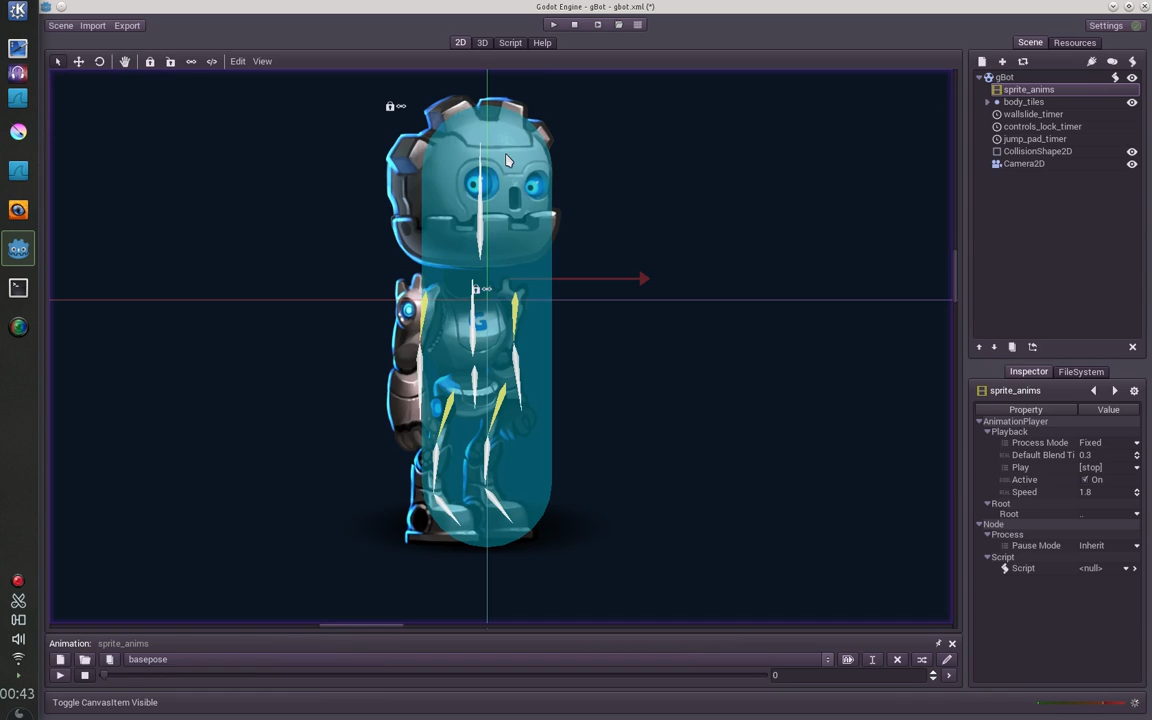 Godot Engine - gBot - gbot.xml (*)
Scene Import Export
Settings
2D 3D Script Help
Scene Resources
Edit View
gBot
sprite_anims
body_tiles
wallslide_timer
controls_lock_timer
jump_pad_timer
CollisionShape2D
Camera2D
Inspector FileSystem
sprite_anims
Property Value
AnimationPlayer
Playback
Process Mode Fixed
Default Blend Ti 0.3
Play [stop]
Active On
Speed 1.8
Root
Root ..
Node
Process
Pause Mode Inherit
Script
Script <null>
Animation: sprite_anims
basepose
0
00:43
Toggle CanvasItem Visible